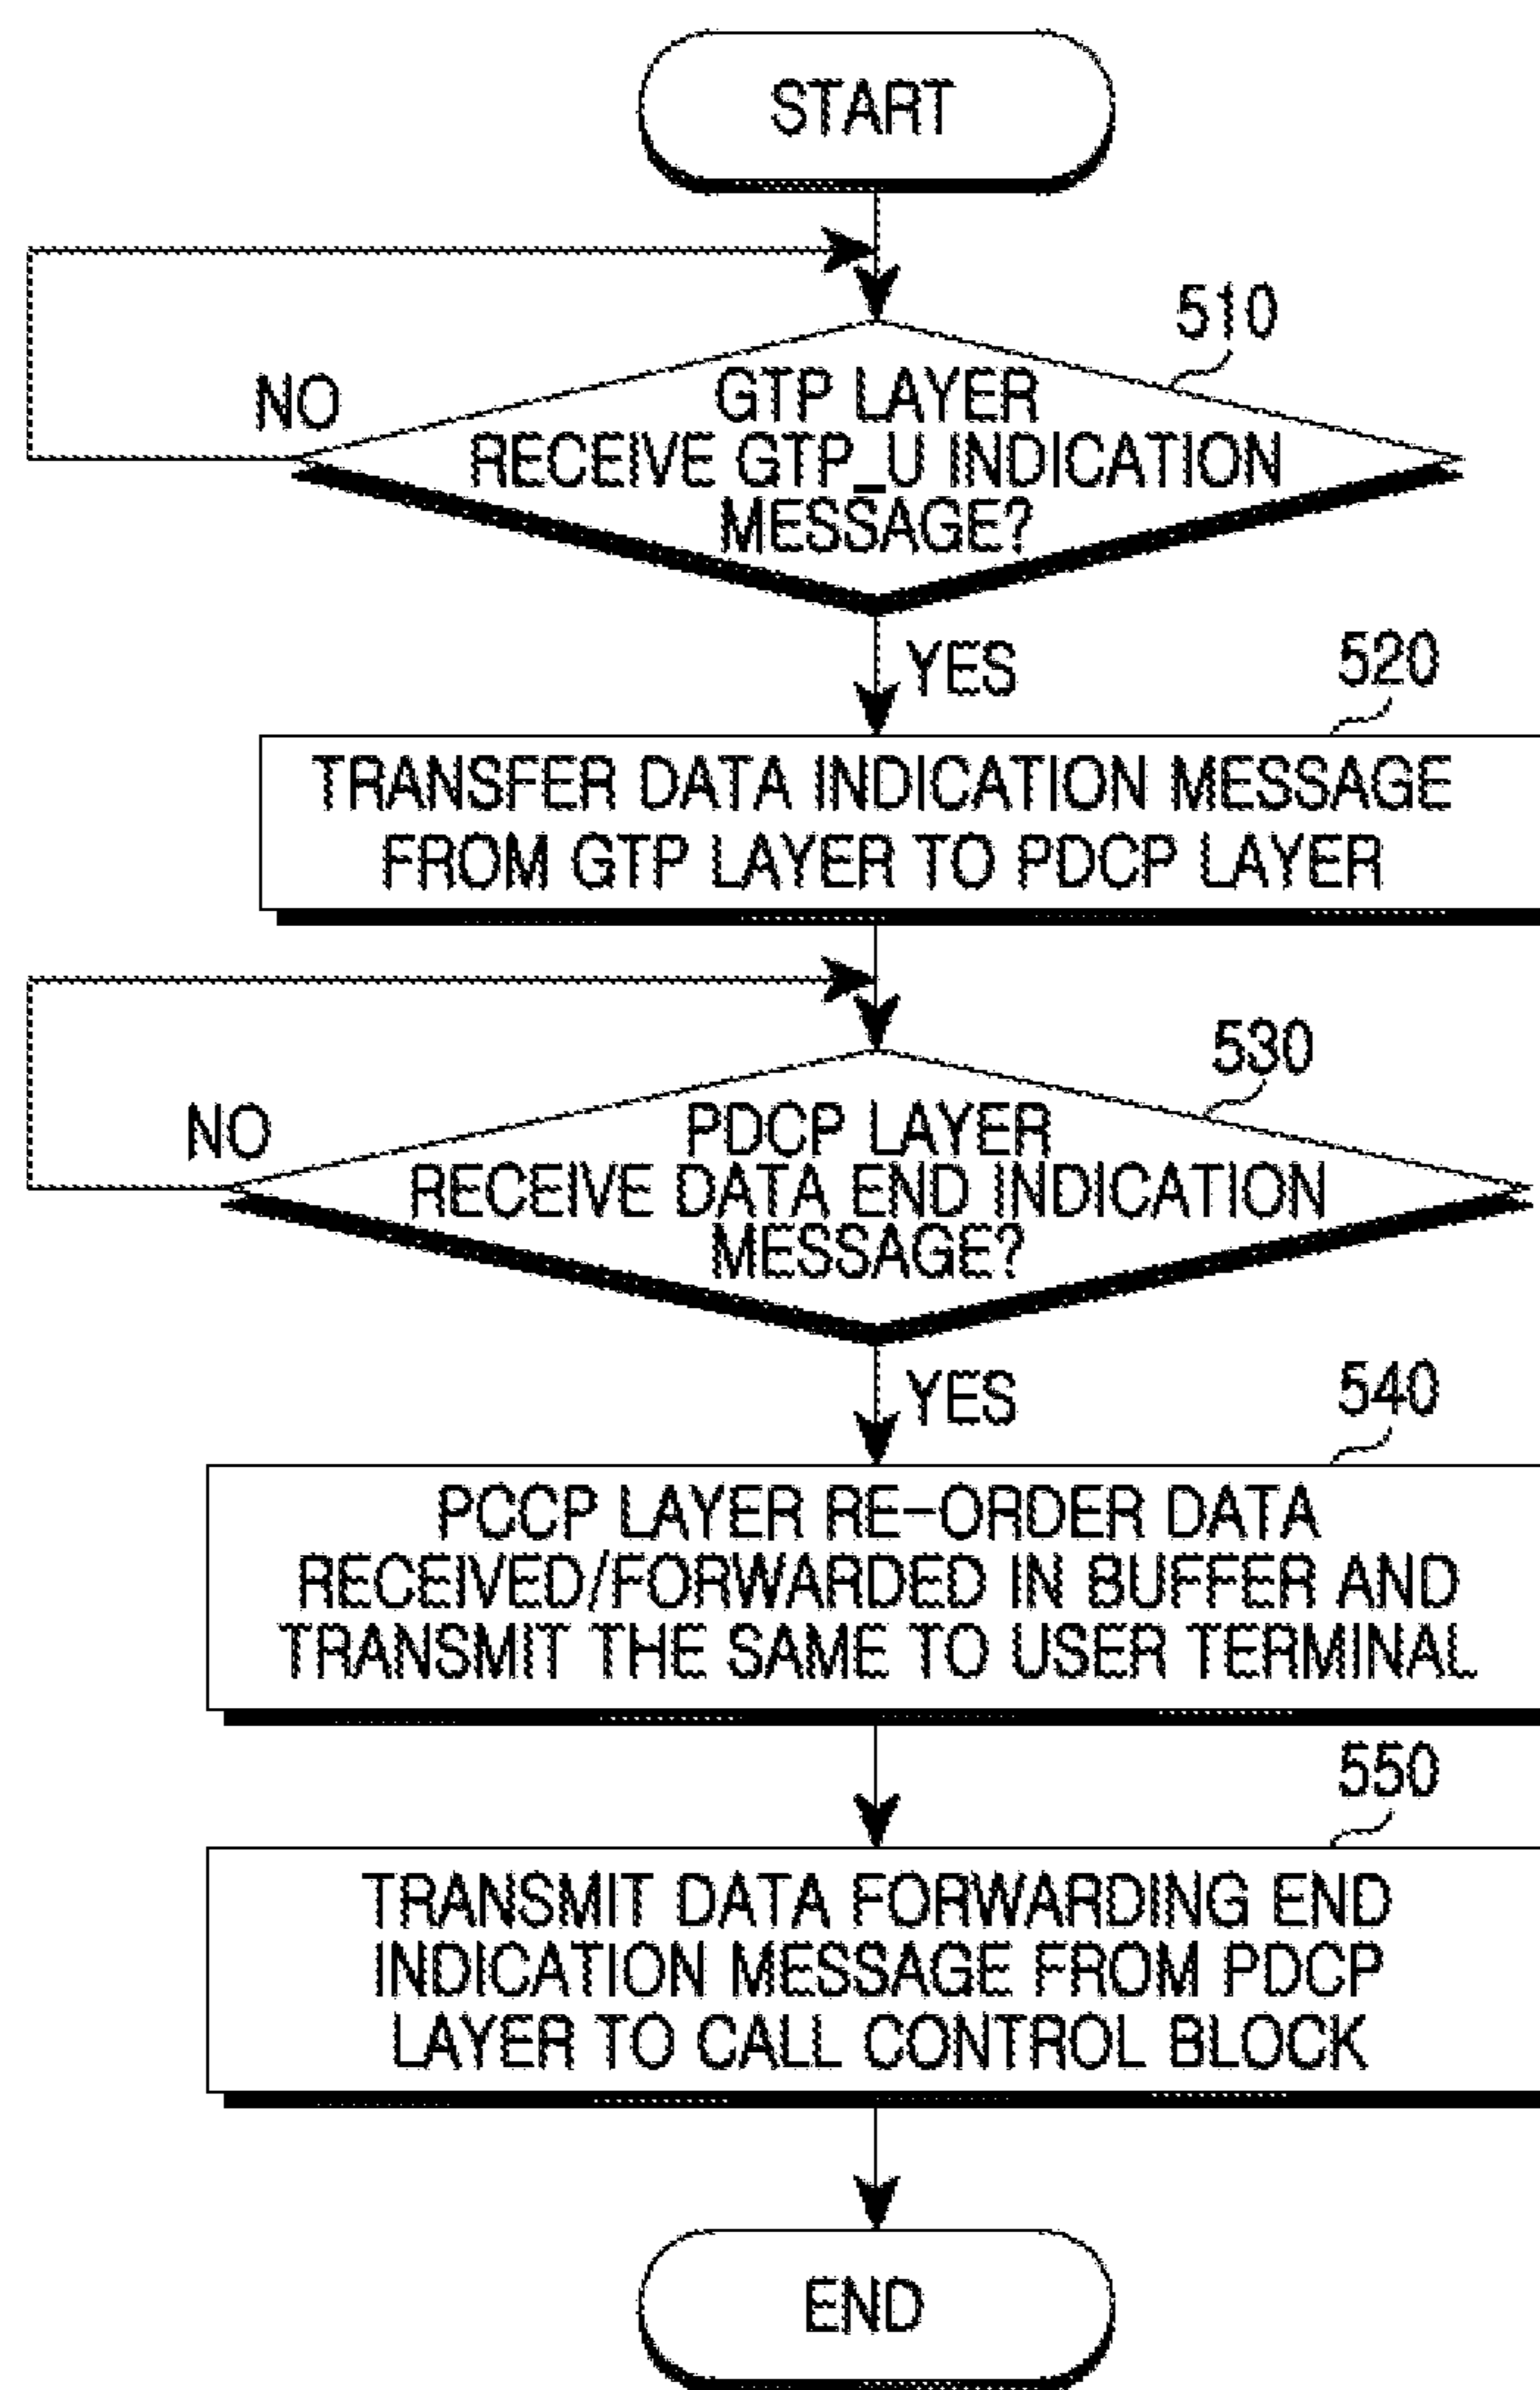 START
510
NO
GTP LAYER
RECEIVE GTP_U INDICATION
MESSAGE?
YES
520
TRANSFER DATA INDICATION MESSAGE
FROM GTP LAYER TO PDCP LAYER
530
NO
PDCP LAYER
RECEIVE DATA END INDICATION
MESSAGE?
YES
540
PCCP LAYER RE-ORDER DATA
RECEIVED/FORWARDED IN BUFFER AND
TRANSMIT THE SAME TO USER TERMINAL
550
TRANSMIT DATA FORWARDING END
INDICATION MESSAGE FROM PDCP
LAYER TO CALL CONTROL BLOCK
END